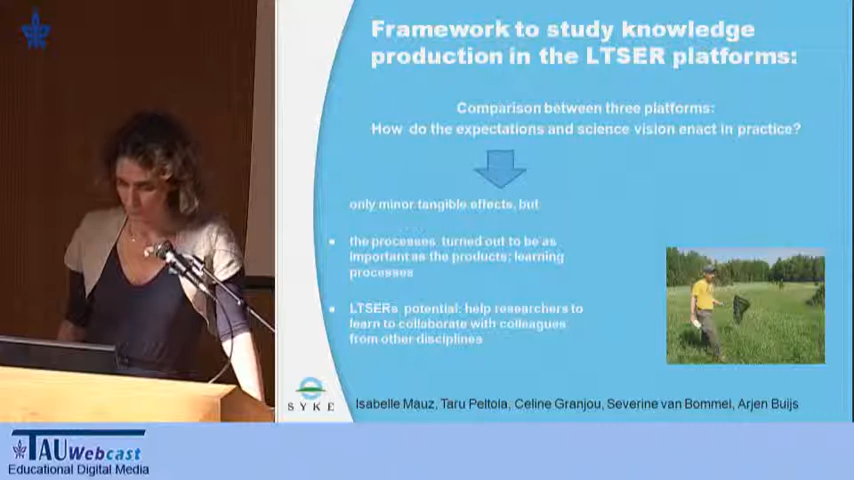 Framework to study knowledge
production in the LTSER platforms:
Comparison between three platforms:
How do the expectations and science vision enact in practice?
only minor tangible effects, but
the processes turned out to be as
important as the products: learning
processes
LTSERs potential: help researchers to
learn to collaborate with colleagues
from other disciplines
SYKE
Isabelle Mauz, Taru Peltola, Celine Granjou, Severine van Bommel, Arjen Buijs
TAU Webcast
Educational Digital Media